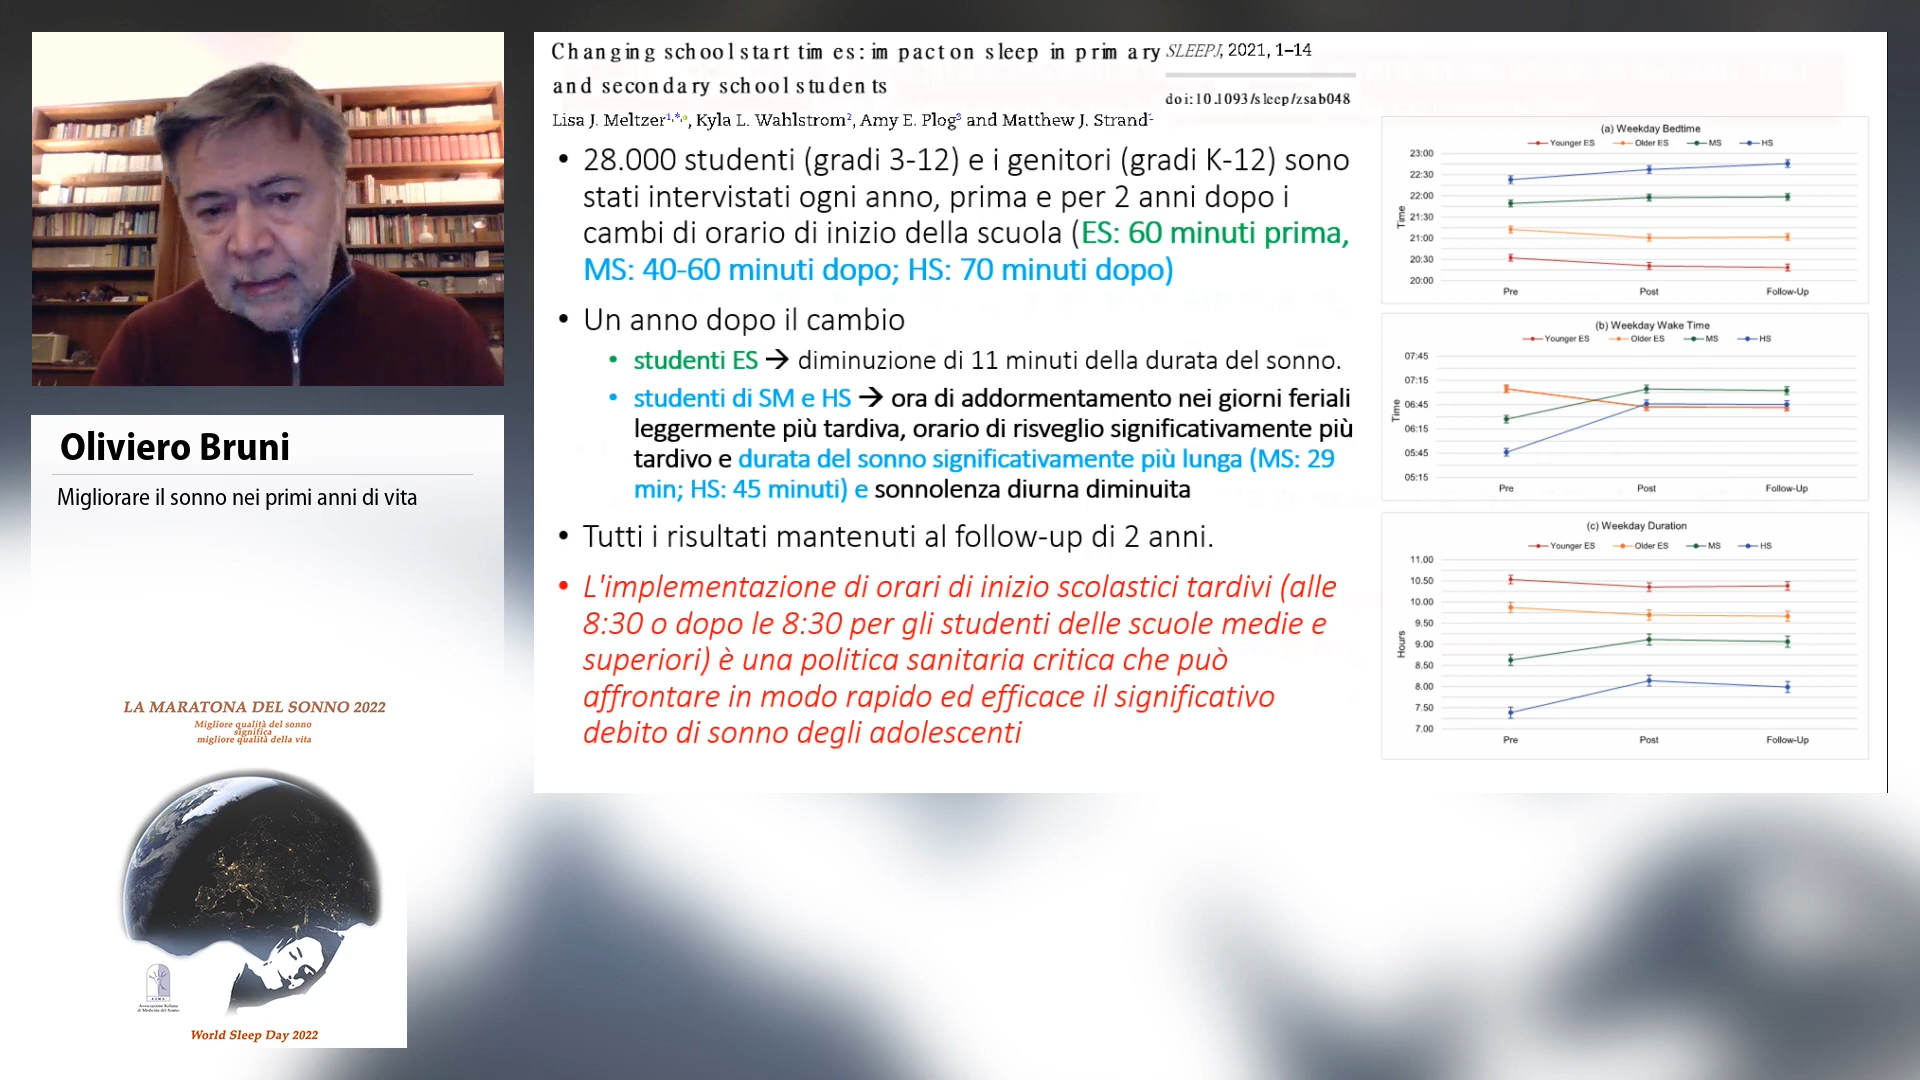 Changing school start times: impact on sleep in primary
and secondary school students
SLEEPJ, 2021, 1–14
doi:10.1093/sleep/zsab048
Lisa J. Meltzer1,*, Kyla L. Wahlstrom2, Amy E. Plog3 and Matthew J. Strand
• 28.000 studenti (gradi 3-12) e i genitori (gradi K-12) sono
stati intervistati ogni anno, prima e per 2 anni dopo i
cambi di orario di inizio della scuola (ES: 60 minuti prima,
MS: 40-60 minuti dopo; HS: 70 minuti dopo)
• Un anno dopo il cambio
• studenti ES → diminuzione di 11 minuti della durata del sonno.
• studenti di SM e HS → ora di addormentamento nei giorni feriali
leggermente più tardiva, orario di risveglio significativamente più
tardivo e durata del sonno significativamente più lunga (MS: 29
min; HS: 45 minuti) e sonnolenza diurna diminuita
• Tutti i risultati mantenuti al follow-up di 2 anni.
• L'implementazione di orari di inizio scolastici tardivi (alle
8:30 o dopo le 8:30 per gli studenti delle scuole medie e
superiori) è una politica sanitaria critica che può
affrontare in modo rapido ed efficace il significativo
debito di sonno degli adolescenti
(a) Weekday Bedtime
Younger ES Older ES MS HS
23:00
22:30
22:00
21:30
21:00
20:30
20:00
Time
Pre Post Follow-Up
(b) Weekday Wake Time
Younger ES Older ES MS HS
07:45
07:15
06:45
06:15
05:45
05:15
Time
Pre Post Follow-Up
(c) Weekday Duration
Younger ES Older ES MS HS
11.00
10.50
10.00
9.50
9.00
8.50
8.00
7.50
7.00
Hours
Pre Post Follow-Up
Oliviero Bruni
Migliorare il sonno nei primi anni di vita
LA MARATONA DEL SONNO 2022
Migliore qualità del sonno
significa
migliore qualità della vita
Associazione Italiana
di Medicina del Sonno
World Sleep Day 2022